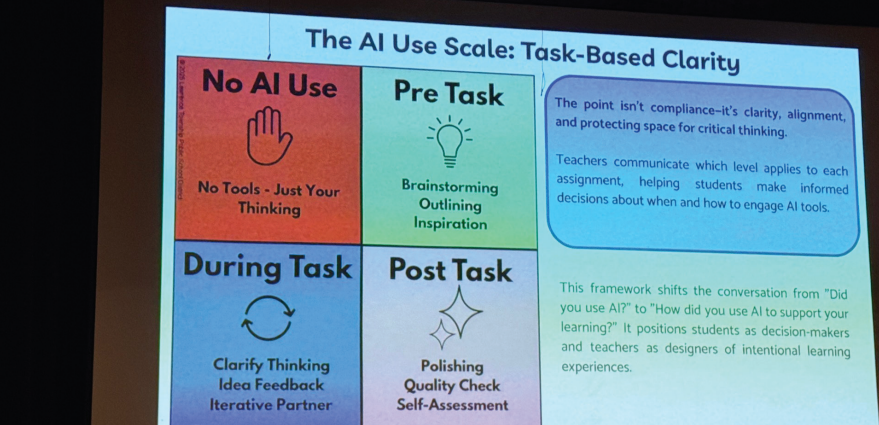 The AI Use Scale: Task-Based Clarity
No AI Use
No Tools - Just Your
Thinking
Pre Task
Brainstorming
Outlining
Inspiration
During Task
Clarify Thinking
Idea Feedback
Iterative Partner
Post Task
Polishing
Quality Check
Self-Assessment
The point isn't compliance—it's clarity, alignment,
and protecting space for critical thinking.
Teachers communicate which level applies to each
assignment, helping students make informed
decisions about when and how to engage AI tools.
This framework shifts the conversation from "Did
you use AI?" to "How did you use AI to support your
learning?" It positions students as decision-makers
and teachers as designers of intentional learning
experiences.